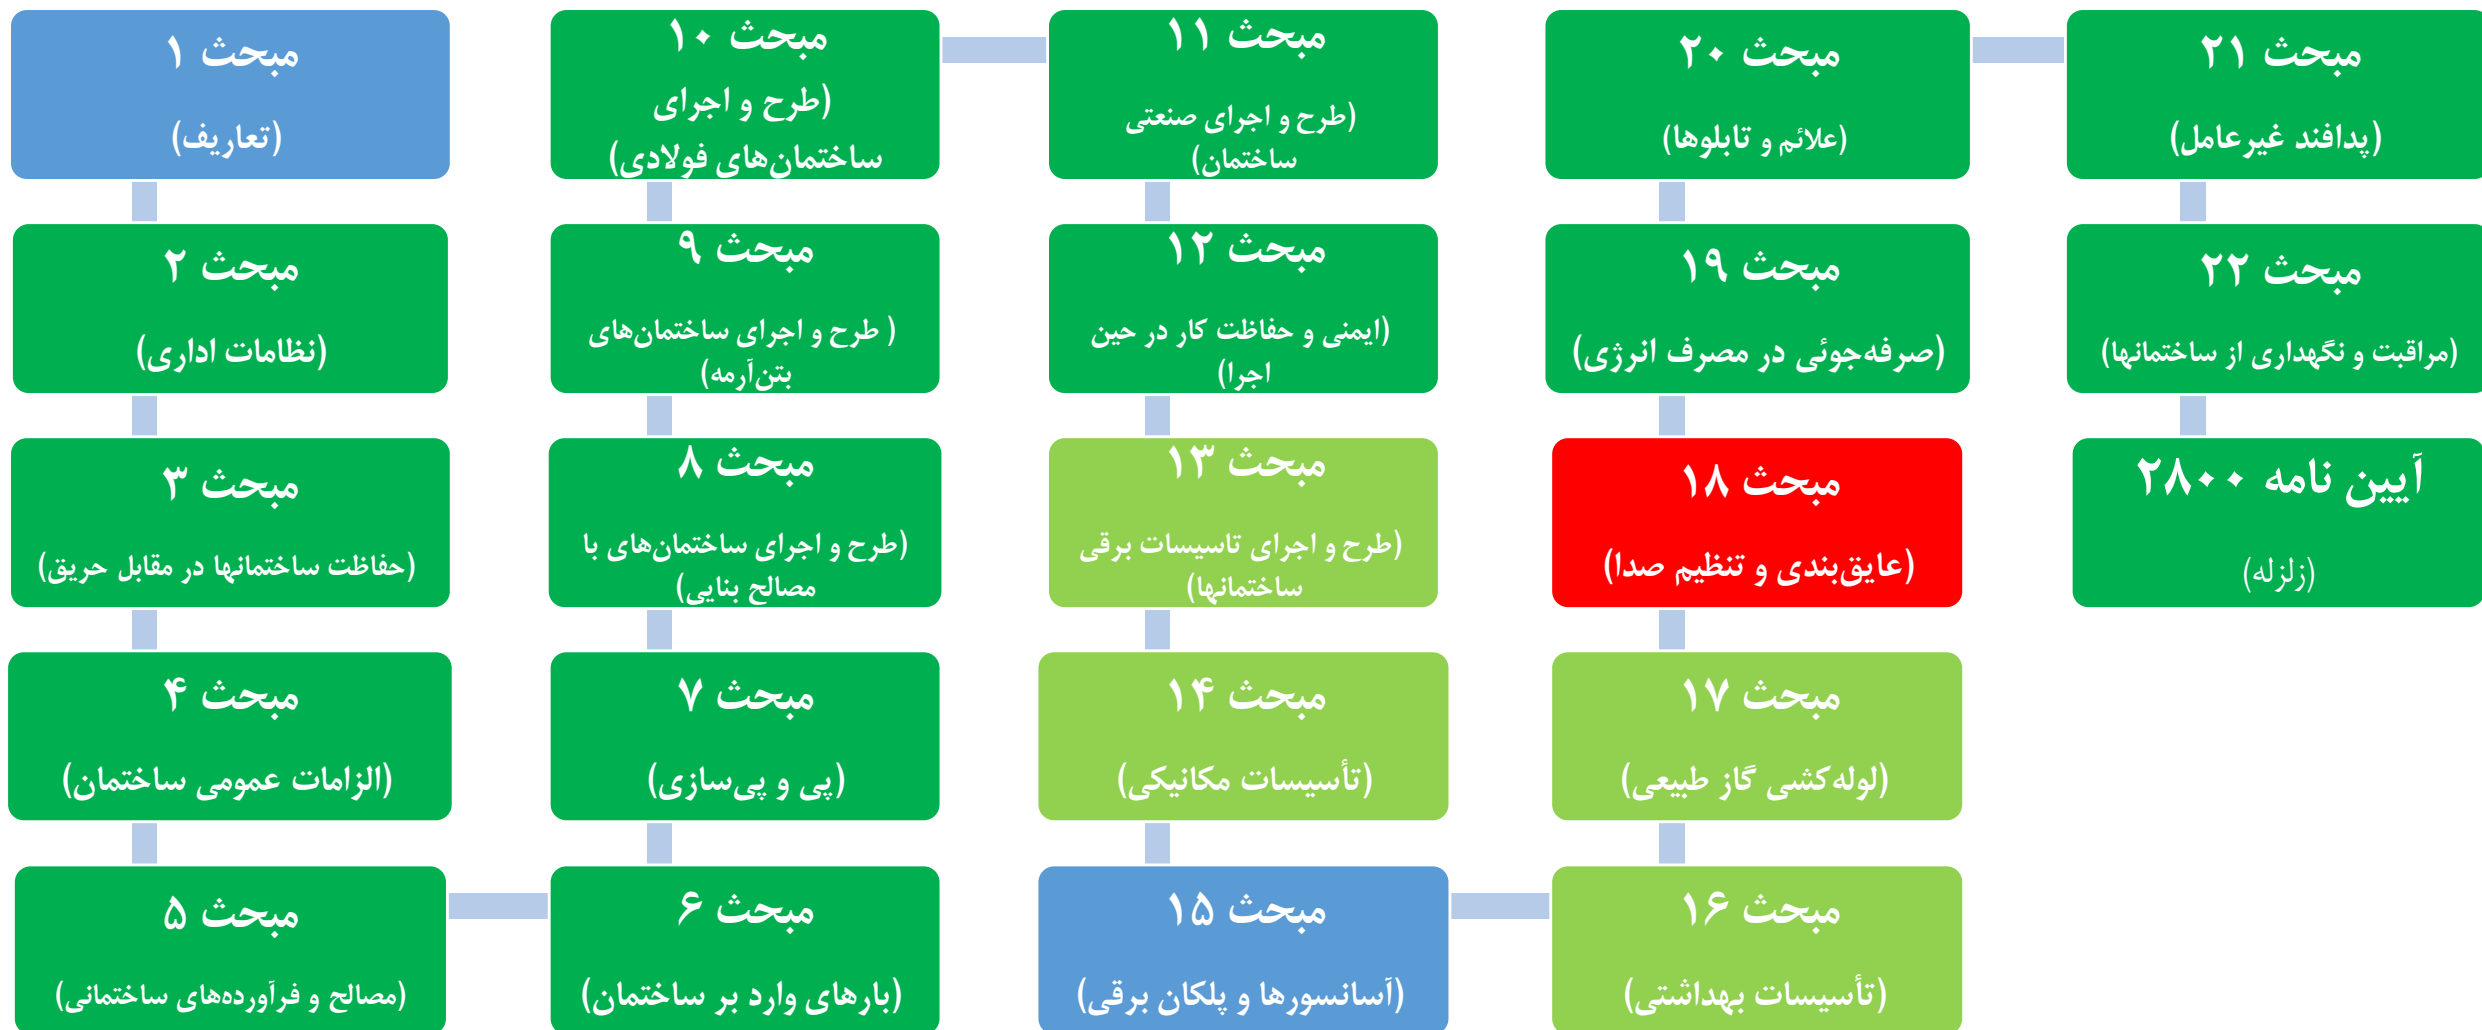 مبحث ۱
(تعاریف)
مبحث ۲
(نظامات اداری)
مبحث ۳
(حفاظت ساختمانها در مقابل حریق)
مبحث ۴
(الزامات عمومی ساختمان)
مبحث ۵
(مصالح و فرآورده‌های ساختمانی)
مبحث ۶
(بارهای وارد بر ساختمان)
مبحث ۷
(پی و پی‌سازی)
مبحث ۸
(طرح و اجرای ساختمان‌های با
مصالح بنایی)
مبحث ۹
( طرح و اجرای ساختمان‌های
بتن‌آرمه)
مبحث ۱۰
(طرح و اجرای
ساختمان‌های فولادی)
مبحث ۱۱
(طرح و اجرای صنعتی
ساختمان)
مبحث ۱۲
(ایمنی و حفاظت کار در حین
اجرا)
مبحث ۱۳
(طرح و اجرای تاسیسات برقی
ساختمانها)
مبحث ۱۴
(تأسیسات مکانیکی)
مبحث ۱۵
(آسانسورها و پلکان برقی)
مبحث ۱۶
(تأسیسات بهداشتی)
مبحث ۱۷
(لوله‌کشی گاز طبیعی)
مبحث ۱۸
(عایق‌بندی و تنظیم صدا)
مبحث ۱۹
(صرفه‌جوئی در مصرف انرژی)
مبحث ۲۰
(علائم و تابلوها)
مبحث ۲۱
(پدافند غیرعامل)
مبحث ۲۲
(مراقبت و نگهداری از ساختمانها)
آیین نامه ۲۸۰۰
(زلزله)